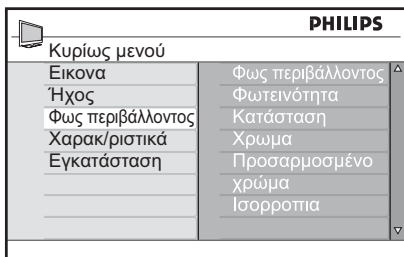 PHILIPS
Κυρίως μενού
Εικονα
Ήχος
Φως περιβάλλοντος
Χαρακ/ριστικά
Εγκατάσταση
Φως περιβάλλοντος
Φωτεινότητα
Κατάσταση
Χρωμα
Προσαρμοσμένο
χρώμα
Ισορροπια